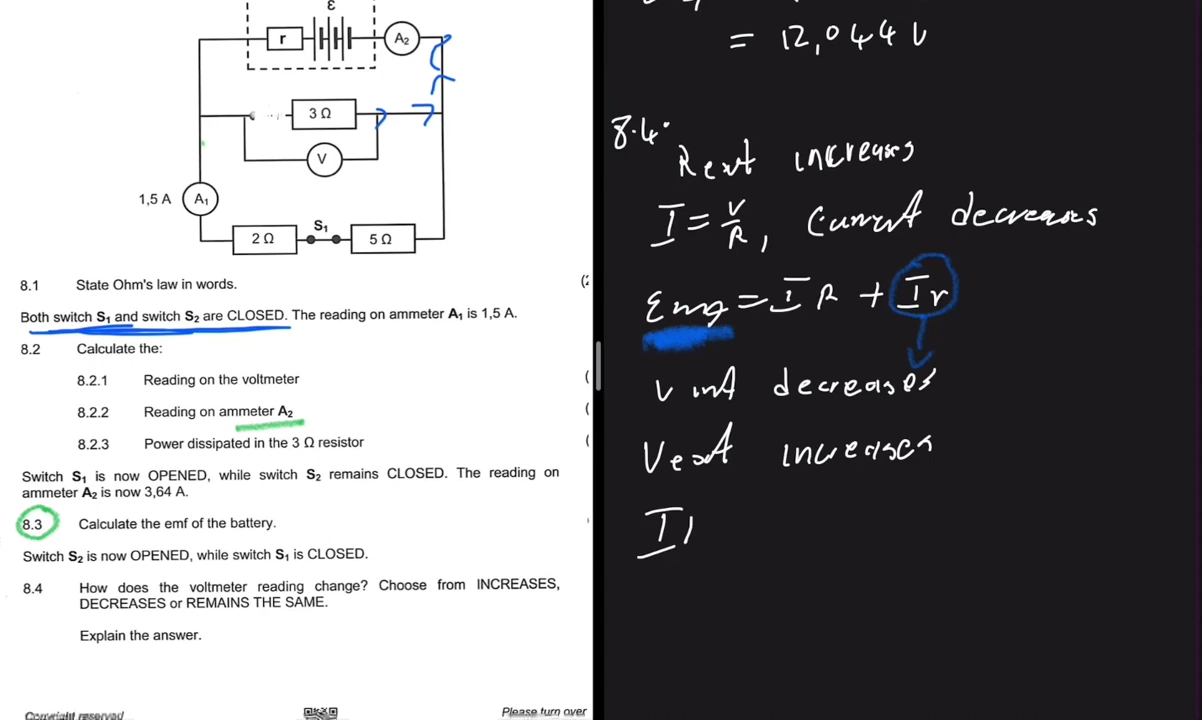 ε
r
A2
3 Ω
V
1,5 A
A1
S1
2 Ω
5 Ω
8.1 State Ohm's law in words. (2
Both switch S1 and switch S2 are CLOSED. The reading on ammeter A1 is 1,5 A.
8.2 Calculate the:
8.2.1 Reading on the voltmeter (
8.2.2 Reading on ammeter A2 (
8.2.3 Power dissipated in the 3 Ω resistor (
Switch S1 is now OPENED, while switch S2 remains CLOSED. The reading on
ammeter A2 is now 3,64 A.
8.3 Calculate the emf of the battery.
Switch S2 is now OPENED, while switch S1 is CLOSED.
8.4 How does the voltmeter reading change? Choose from INCREASES,
DECREASES or REMAINS THE SAME.
Explain the answer.
Copyright reserved
Please turn over
= 12,044 V
8.4.
Rext increases
I = V/R, Current decreases
Emf = IR + Ir
V int decreases
Vext increases